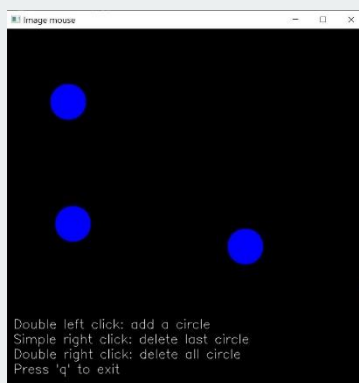 Image mouse
Double left click: add a circle
Simple right click: delete last circle
Double right click: delete all circle
Press 'q' to exit